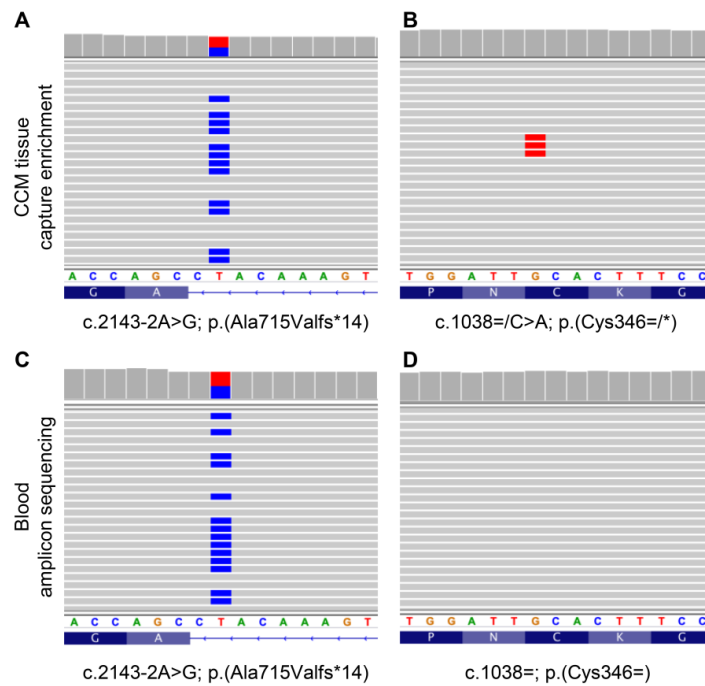 A
B
CCM tissue
capture enrichment
A C C A G C C T A C A A A G T
G A
c.2143-2A>G; p.(Ala715Valfs*14)
T G G A T T G C A C T T T C C
P N C K G
c.1038=/C>A; p.(Cys346=/*)
C
D
Blood
amplicon sequencing
A C C A G C C T A C A A A G T
G A
c.2143-2A>G; p.(Ala715Valfs*14)
T G G A T T G C A C T T T C C
P N C K G
c.1038=; p.(Cys346=)